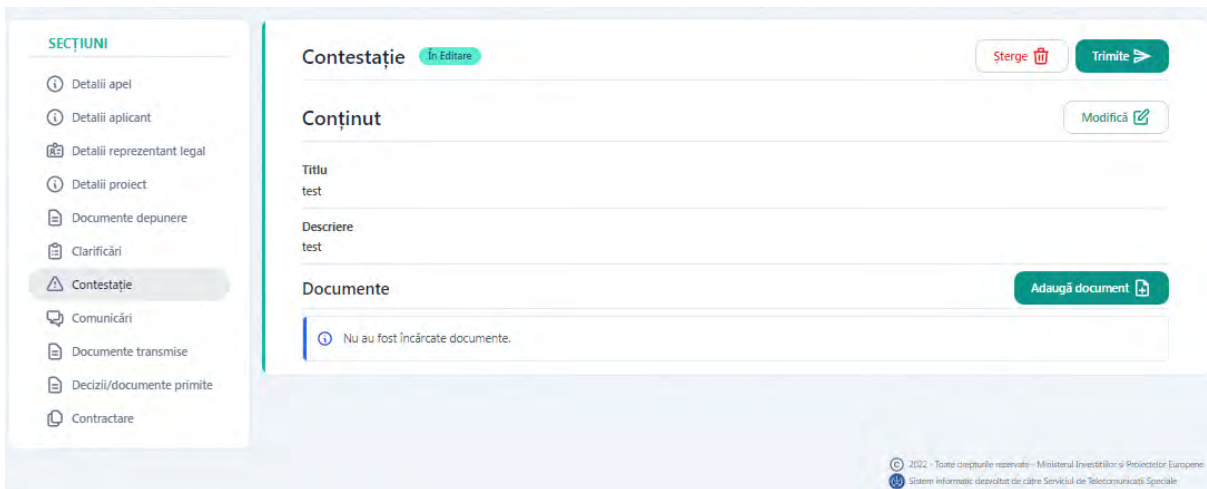 SECȚIUNI
Detalii apel
Detalii aplicant
Detalii reprezentant legal
Detalii proiect
Documente depunere
Clarificări
Contestație
Comunicări
Documente transmise
Decizii/documente primite
Contractare
Contestație În Editare Șterge Trimite
Conținut Modifică
Titlu
test
Descriere
test
Documente Adaugă document
Nu au fost încărcate documente.
2022 - Toate drepturile rezervate - Ministerul Investițiilor și Proiectelor Europene
Sistem informatic dezvoltat de către Serviciul de Telecomunicații Speciale